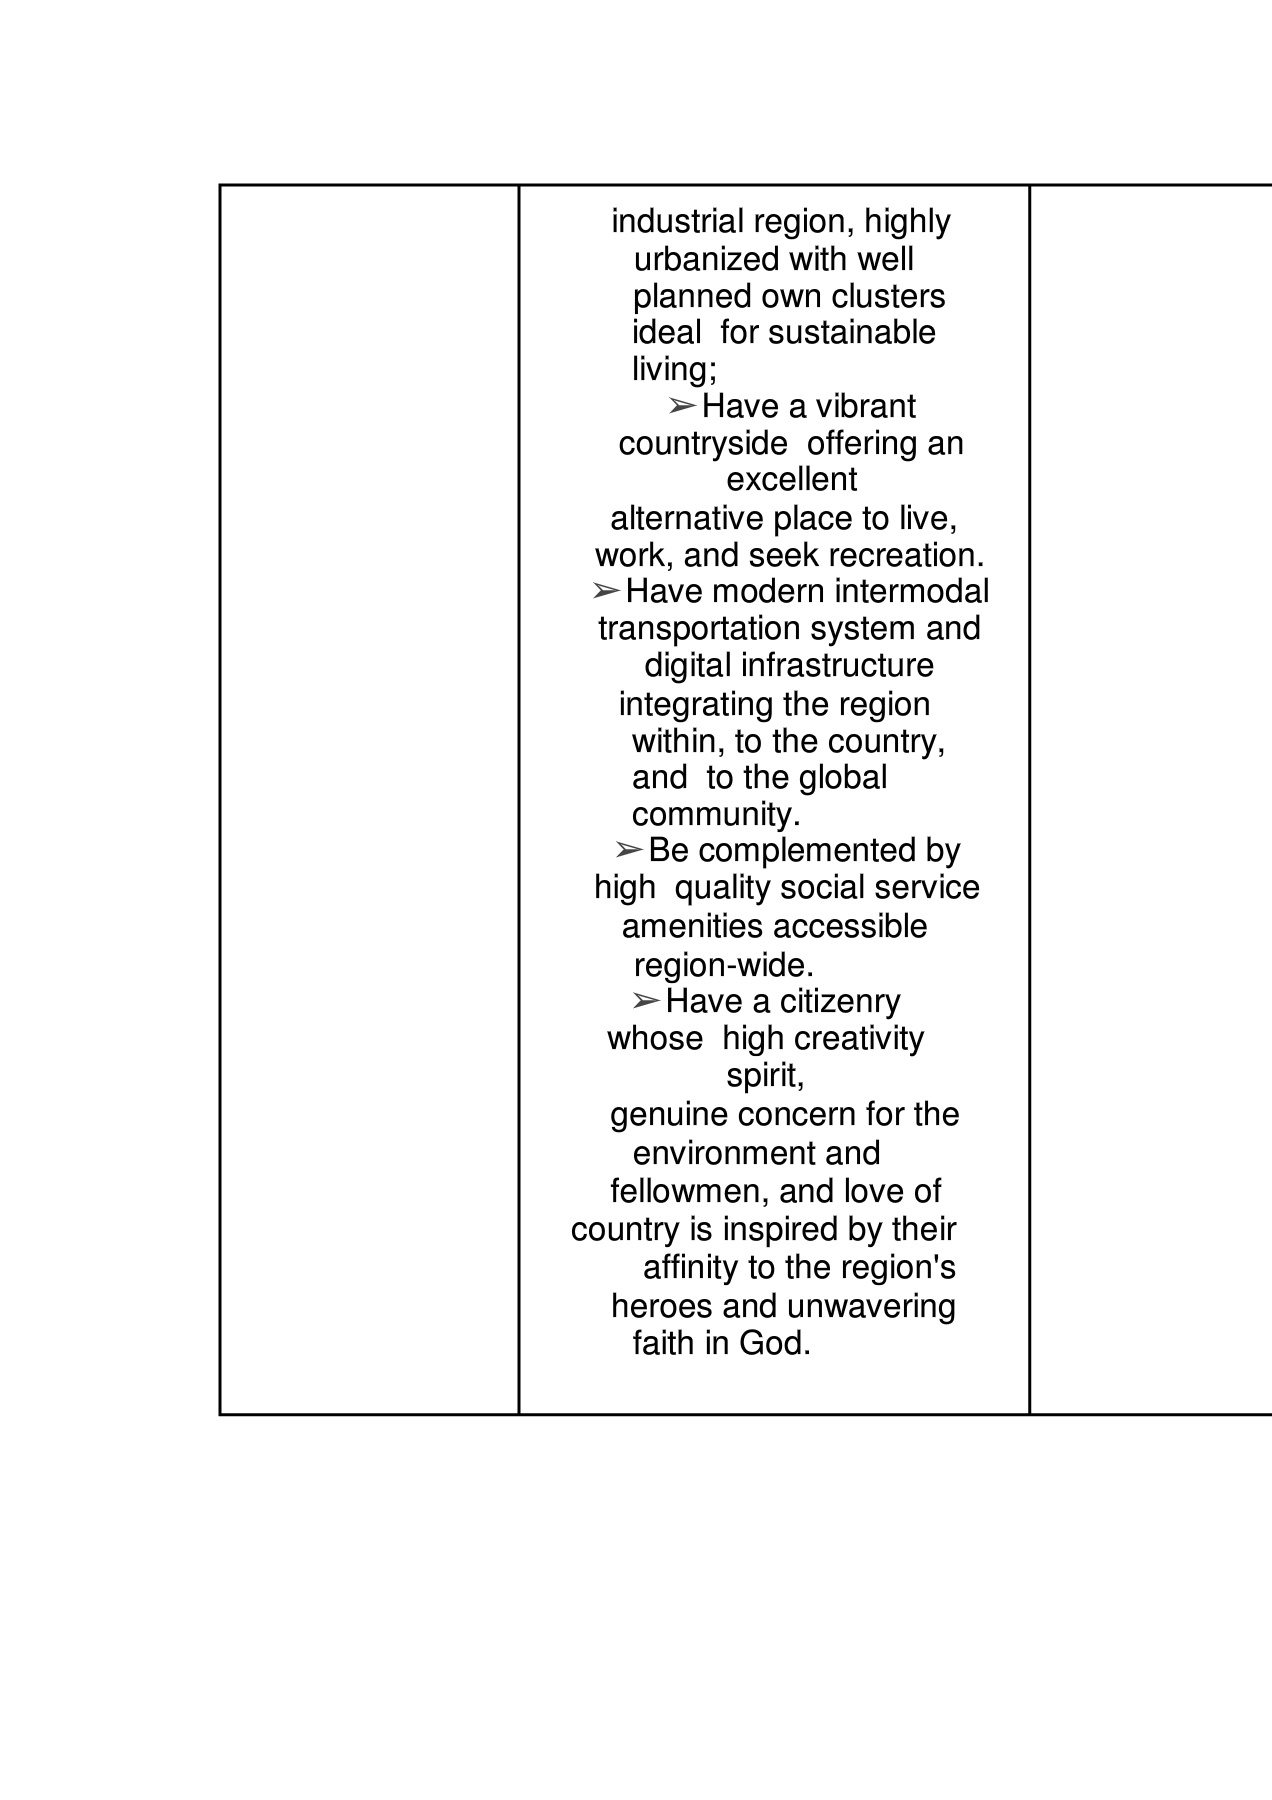 industrial region, highly
urbanized with well
planned own clusters
ideal  for sustainable
living;
➢Have a vibrant
countryside  offering an
excellent
alternative place to live,
work, and seek recreation.
➢Have modern intermodal
transportation system and
digital infrastructure
integrating the region
within, to the country,
and  to the global
community.
➢Be complemented by
high  quality social service
amenities accessible
region-wide.
➢Have a citizenry
whose  high creativity
spirit,
genuine concern for the
environment and
fellowmen, and love of
country is inspired by their
affinity to the region's
heroes and unwavering
faith in God.